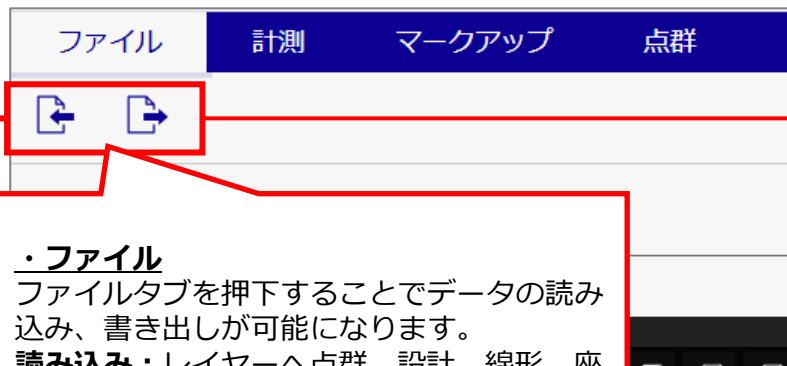 ファイル 計測 マークアップ 点群
・ファイル
ファイルタブを押下することでデータの読み
込み、書き出しが可能になります。
読み込み：レイヤーへ点群、設計、線形、座